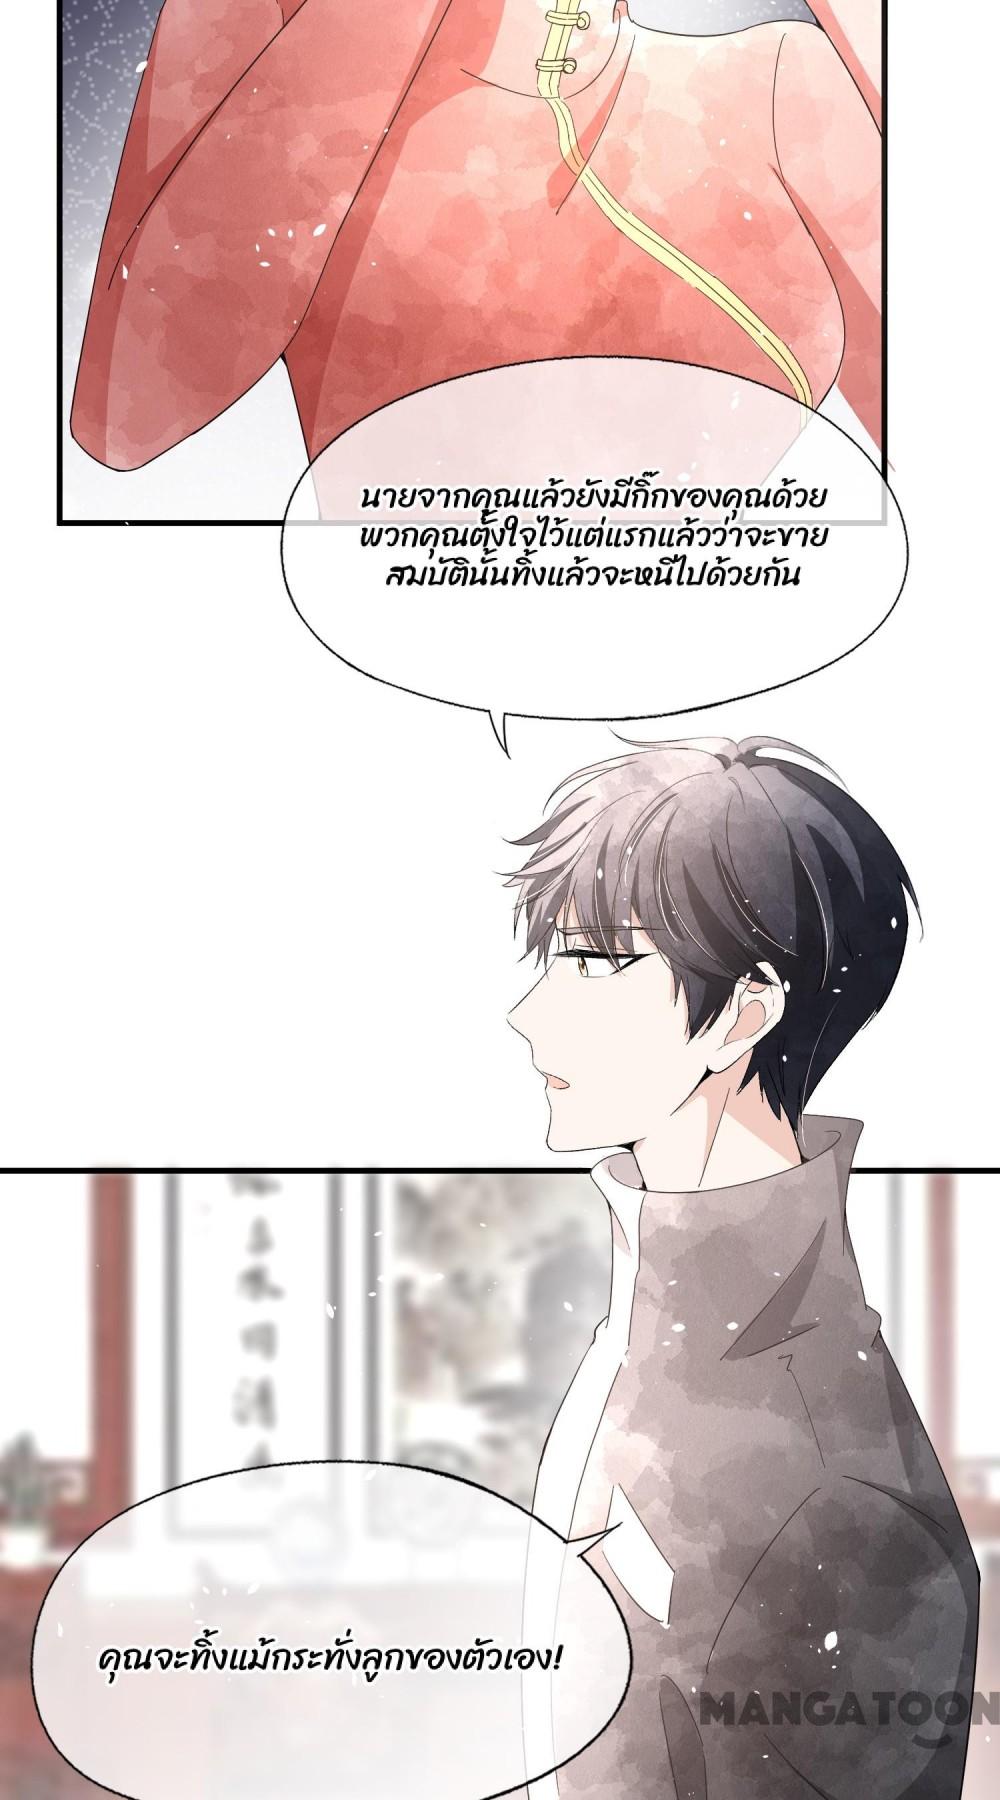 นายจากคุณแล้วยังมีกิ๊กของคุณด้วย
พวกคุณตั้งใจไว้แต่แรกแล้วว่าจะขาย
สมบัตินั้นทิ้งแล้วจะหนีไปด้วยกัน
คุณจะทิ้งแม้กระทั่งลูกของตัวเอง!
MANGATOON